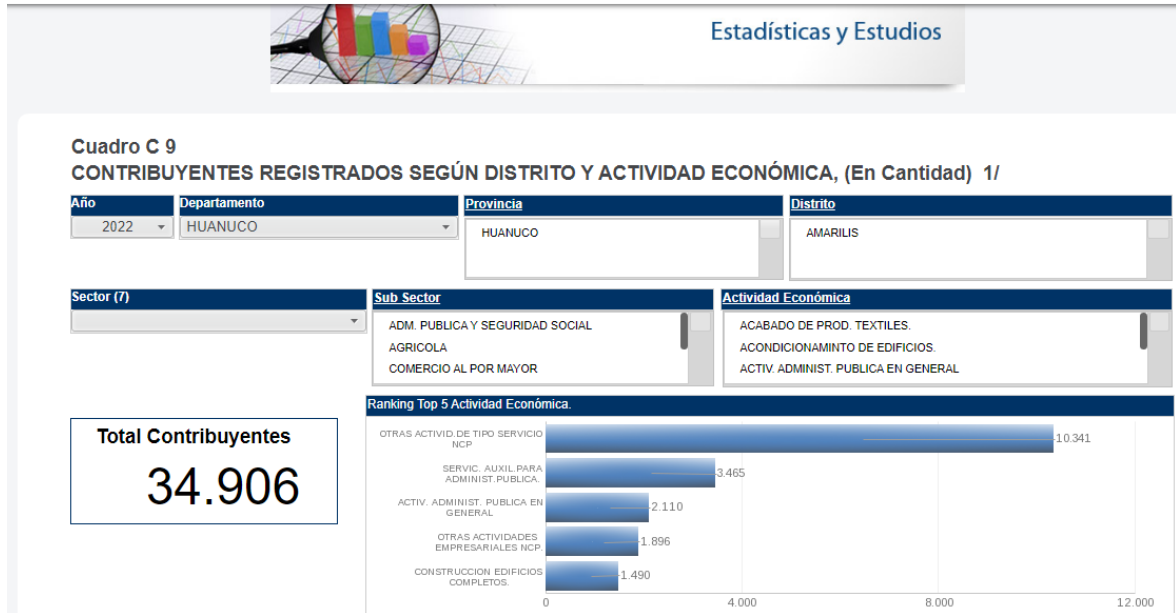 Estadísticas y Estudios
Cuadro C 9
CONTRIBUYENTES REGISTRADOS SEGÚN DISTRITO Y ACTIVIDAD ECONÓMICA, (En Cantidad) 1/
Año
Departamento
Provincia
Distrito
2022
HUANUCO
HUANUCO
AMARILIS
Sector (7)
Sub Sector
Actividad Económica
ADM. PUBLICA Y SEGURIDAD SOCIAL
AGRICOLA
COMERCIO AL POR MAYOR
ACABADO DE PROD. TEXTILES.
ACONDICIONAMINTO DE EDIFICIOS.
ACTIV. ADMINIST. PUBLICA EN GENERAL
Total Contribuyentes
34.906
Ranking Top 5 Actividad Económica.
OTRAS ACTIVID.DE TIPO SERVICIO
NCP
10.341
SERVIC. AUXIL.PARA
ADMINIST.PUBLICA.
3.465
ACTIV. ADMINIST. PUBLICA EN
GENERAL
2.110
OTRAS ACTIVIDADES
EMPRESARIALES NCP.
1.896
CONSTRUCCION EDIFICIOS
COMPLETOS.
1.490
0 4.000 8.000 12.000